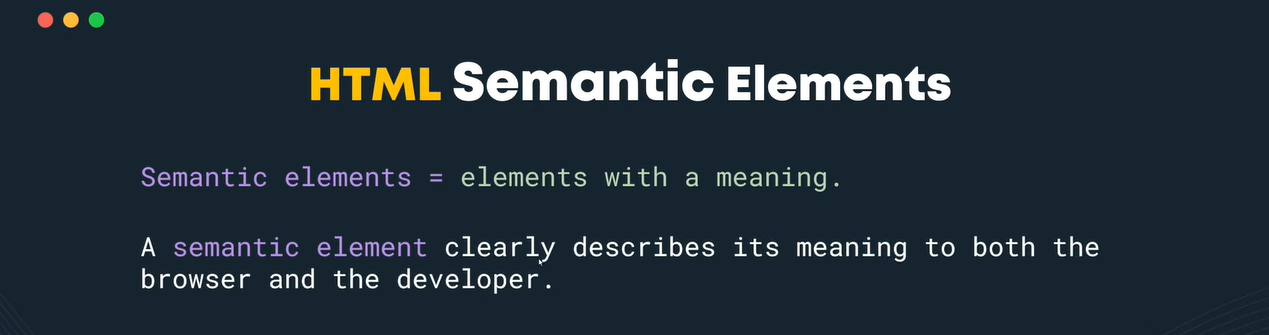 HTML Semantic Elements
Semantic elements = elements with a meaning.
A semantic element clearly describes its meaning to both the
browser and the developer.